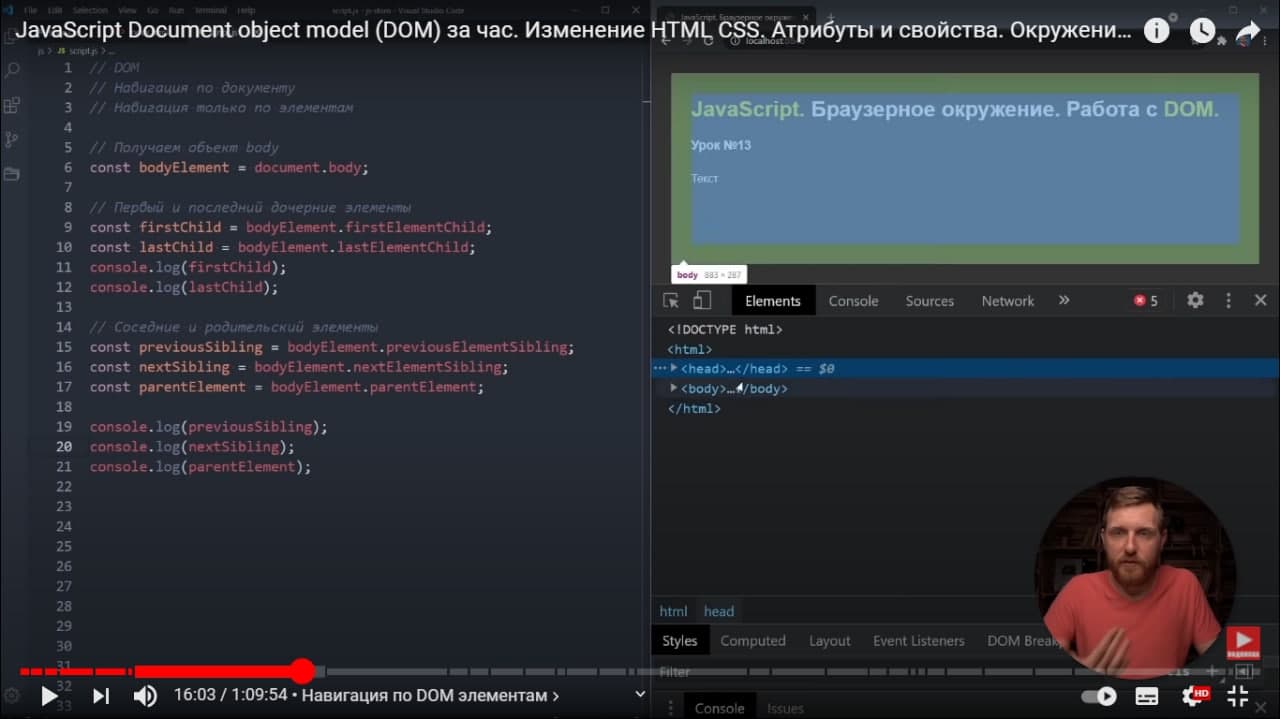 File Edit Selection View Go Run Terminal Help
script.js - js-dom - Visual Studio Code
JavaScript Document object model (DOM) за час. Изменение HTML CSS. Атрибуты и свойства. Окружени...
js > JS script.js > ...
1 // DOM
2 // Навигация по документу
3 // Навигация только по элементам
4
5 // Получаем объект body
6 const bodyElement = document.body;
7
8 // Первый и последний дочерние элементы
9 const firstChild = bodyElement.firstElementChild;
10 const lastChild = bodyElement.lastElementChild;
11 console.log(firstChild);
12 console.log(lastChild);
13
14 // Соседние и родительский элементы
15 const previousSibling = bodyElement.previousElementSibling;
16 const nextSibling = bodyElement.nextElementSibling;
17 const parentElement = bodyElement.parentElement;
18
19 console.log(previousSibling);
20 console.log(nextSibling);
21 console.log(parentElement);
22
23
24
25
26
27
28
29
30
31
32
33
JavaScript. Браузерное окружение
localhost
JavaScript. Браузерное окружение. Работа с DOM.
Урок №13
Текст
body 883 × 287
Elements Console Sources Network » 5
<!DOCTYPE html>
<html>
<head>…</head> == $0
<body>…</body>
</html>
html head
Styles Computed Layout Event Listeners DOM Break
Filter
.cls
16:03 / 1:09:54 • Навигация по DOM элементам >
HD
Console Issues